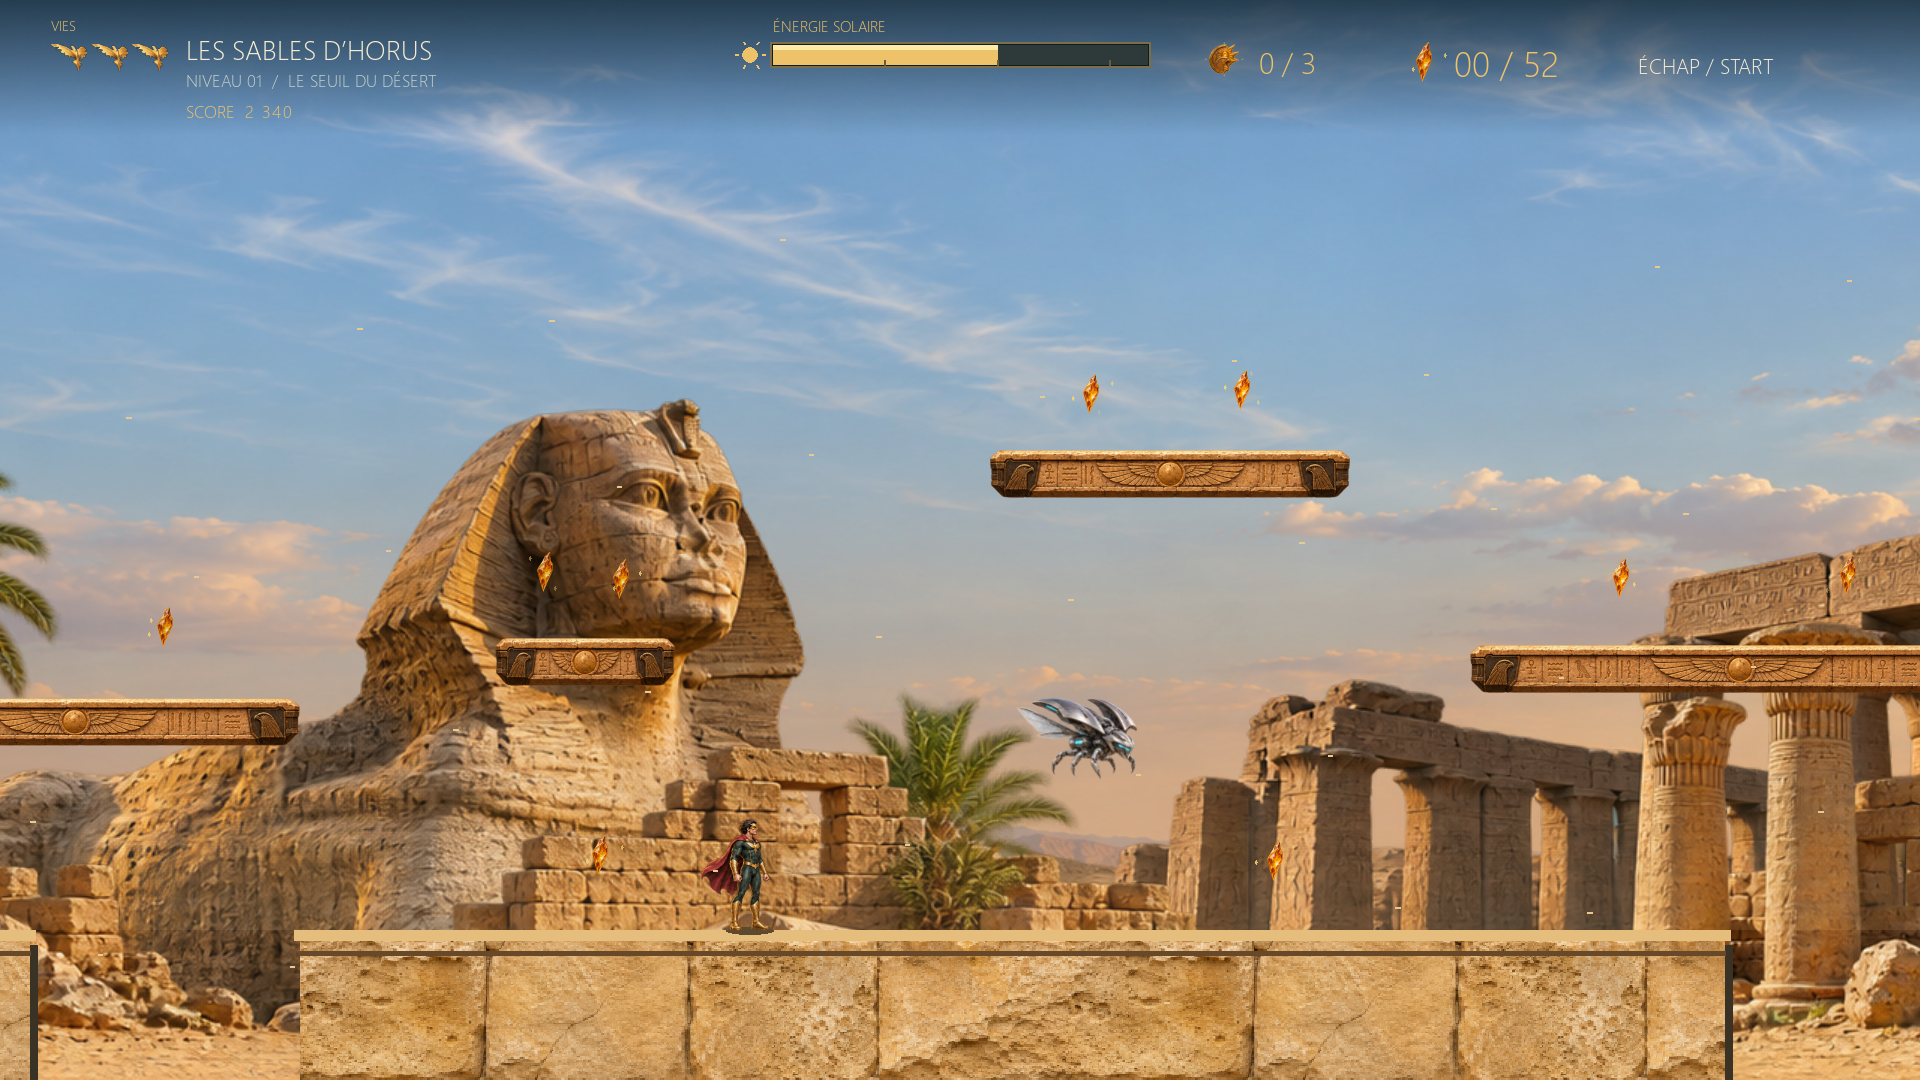 VIES
LES SABLES D’HORUS
NIVEAU 01 / LE SEUIL DU DÉSERT
SCORE 2 340
ÉNERGIE SOLAIRE
0 / 3
00 / 52
ÉCHAP / START